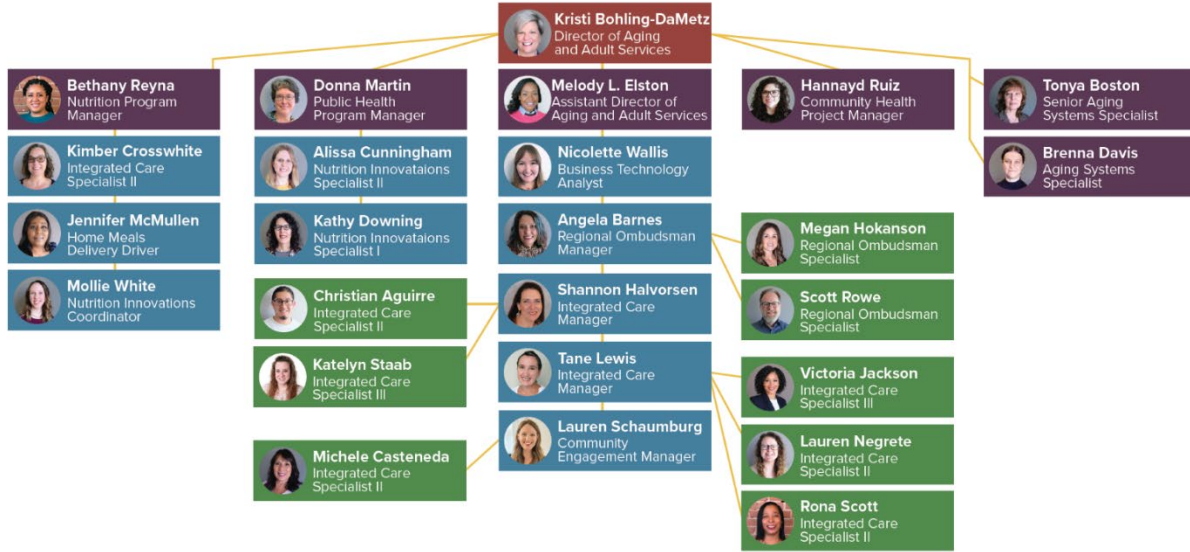 Kristi Bohling-DaMetz
Director of Aging
and Adult Services
Bethany Reyna
Nutrition Program
Manager
Donna Martin
Public Health
Program Manager
Melody L. Elston
Assistant Director of
Aging and Adult Services
Hannayd Ruiz
Community Health
Project Manager
Tonya Boston
Senior Aging
Systems Specialist
Kimber Crosswhite
Integrated Care
Specialist II
Alissa Cunningham
Nutrition Innovataions
Specialist II
Nicolette Wallis
Business Technology
Analyst
Brenna Davis
Aging Systems
Specialist
Jennifer McMullen
Home Meals
Delivery Driver
Kathy Downing
Nutrition Innovataions
Specialist I
Angela Barnes
Regional Ombudsman
Manager
Megan Hokanson
Regional Ombudsman
Specialist
Mollie White
Nutrition Innovations
Coordinator
Christian Aguirre
Integrated Care
Specialist II
Shannon Halvorsen
Integrated Care
Manager
Scott Rowe
Regional Ombudsman
Specialist
Katelyn Staab
Integrated Care
Specialist III
Tane Lewis
Integrated Care
Manager
Victoria Jackson
Integrated Care
Specialist III
Lauren Schaumburg
Community
Engagement Manager
Lauren Negrete
Integrated Care
Specialist II
Michele Casteneda
Integrated Care
Specialist II
Rona Scott
Integrated Care
Specialist II